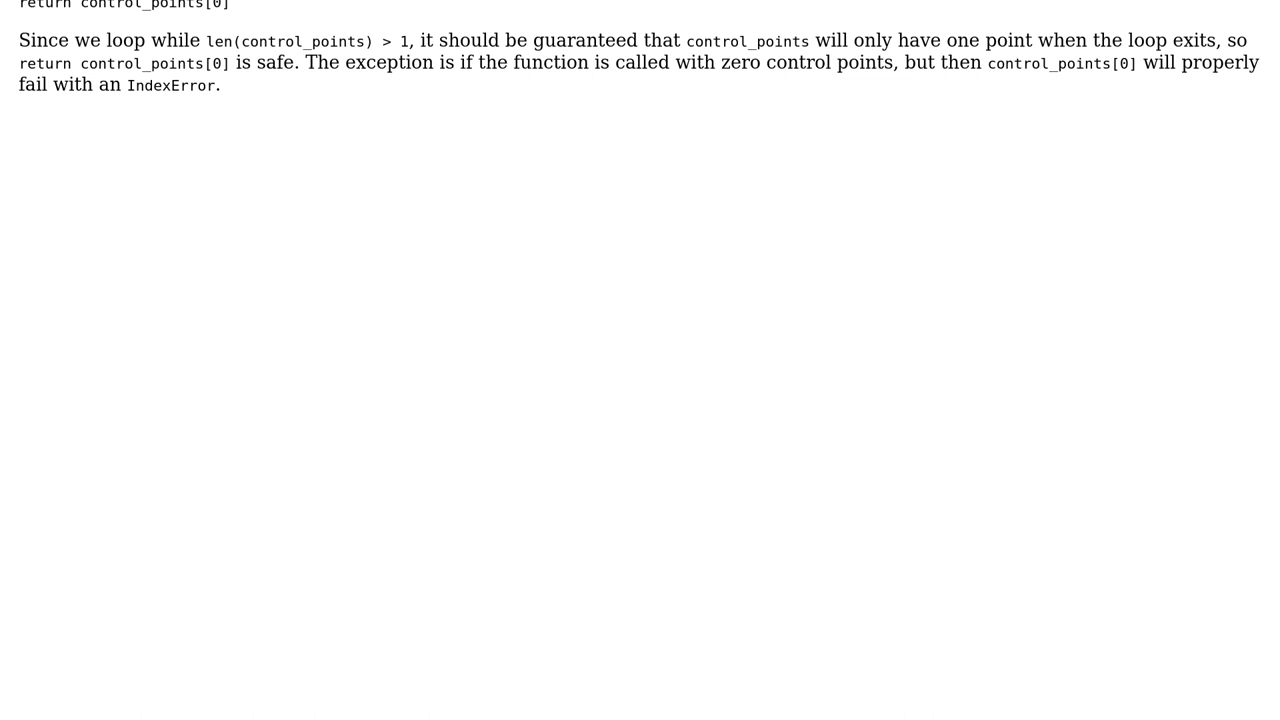 return control_points[0]
Since we loop while len(control_points) > 1, it should be guaranteed that control_points will only have one point when the loop exits, so
return control_points[0] is safe. The exception is if the function is called with zero control points, but then control_points[0] will properly
fail with an IndexError.